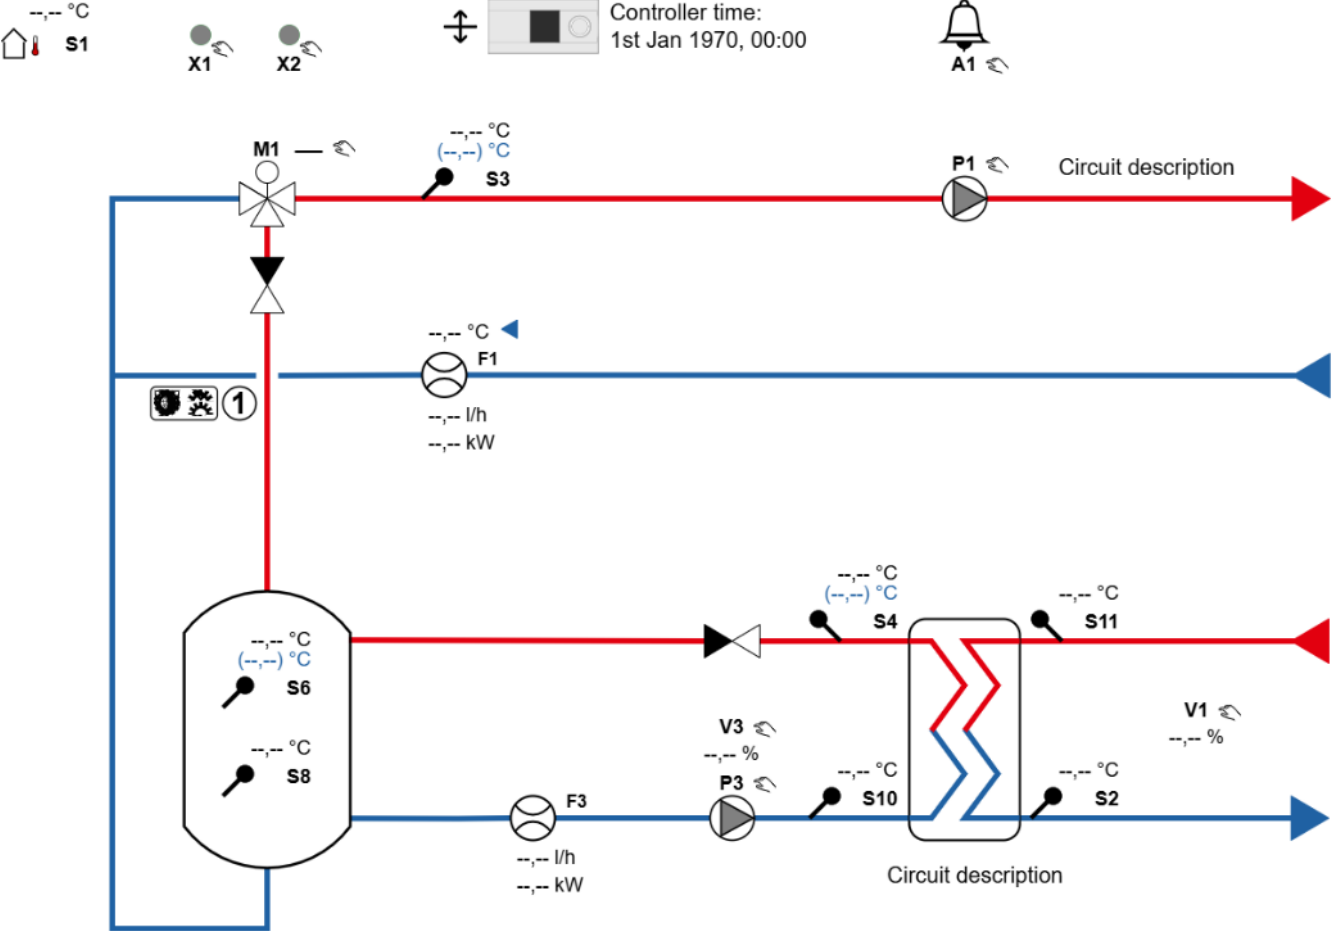 --,-- °C
S1
X1
X2
Controller time:
1st Jan 1970, 00:00
A1
M1
--,-- °C
(--,--) °C
S3
P1
Circuit description
--,-- °C
F1
--,-- l/h
--,-- kW
1
--,-- °C
(--,--) °C
S6
--,-- °C
S8
--,-- °C
(--,--) °C
S4
--,-- °C
S11
V3
--,-- %
P3
V1
--,-- %
--,-- °C
S10
--,-- °C
S2
F3
--,-- l/h
--,-- kW
Circuit description